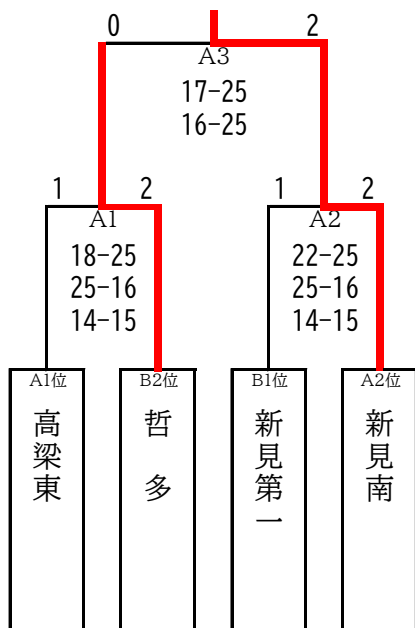 0 2
A3
17-25
16-25
1 2 1 2
A1 A2
18-25 22-25
25-16 25-16
14-15 14-15
A1位 B2位 B1位 A2位
高梁東
哲多
新見第一
新見南